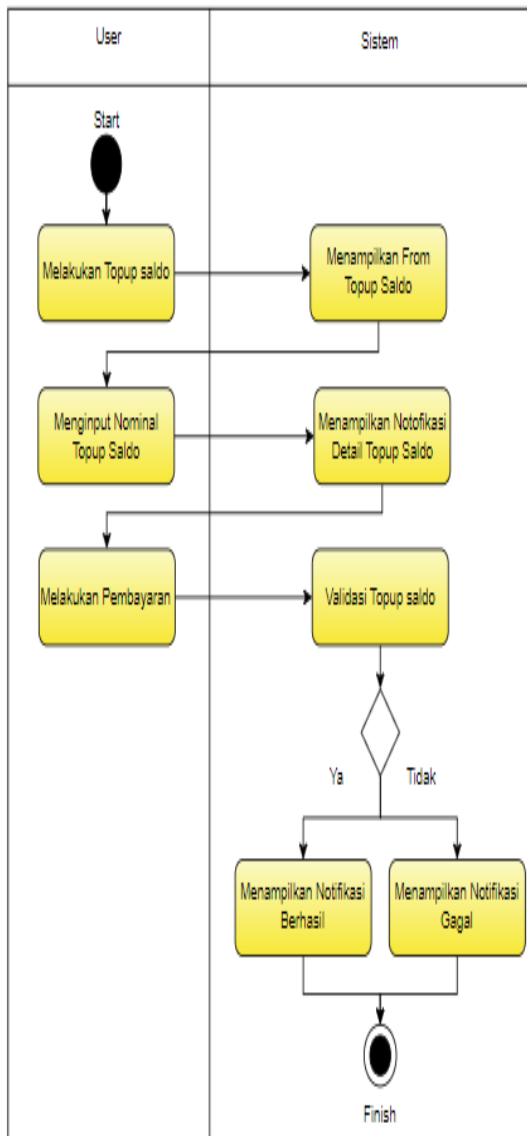 User
Sistem
Start
Melakukan Topup saldo
Menampilkan From
Topup Saldo
Menginput Nominal
Topup Saldo
Menampilkan Notofikasi
Detail Topup Saldo
Melakukan Pembayaran
Validasi Topup saldo
Ya
Tidak
Menampilkan Notifikasi
Berhasil
Menampilkan Notifikasi
Gagal
Finish